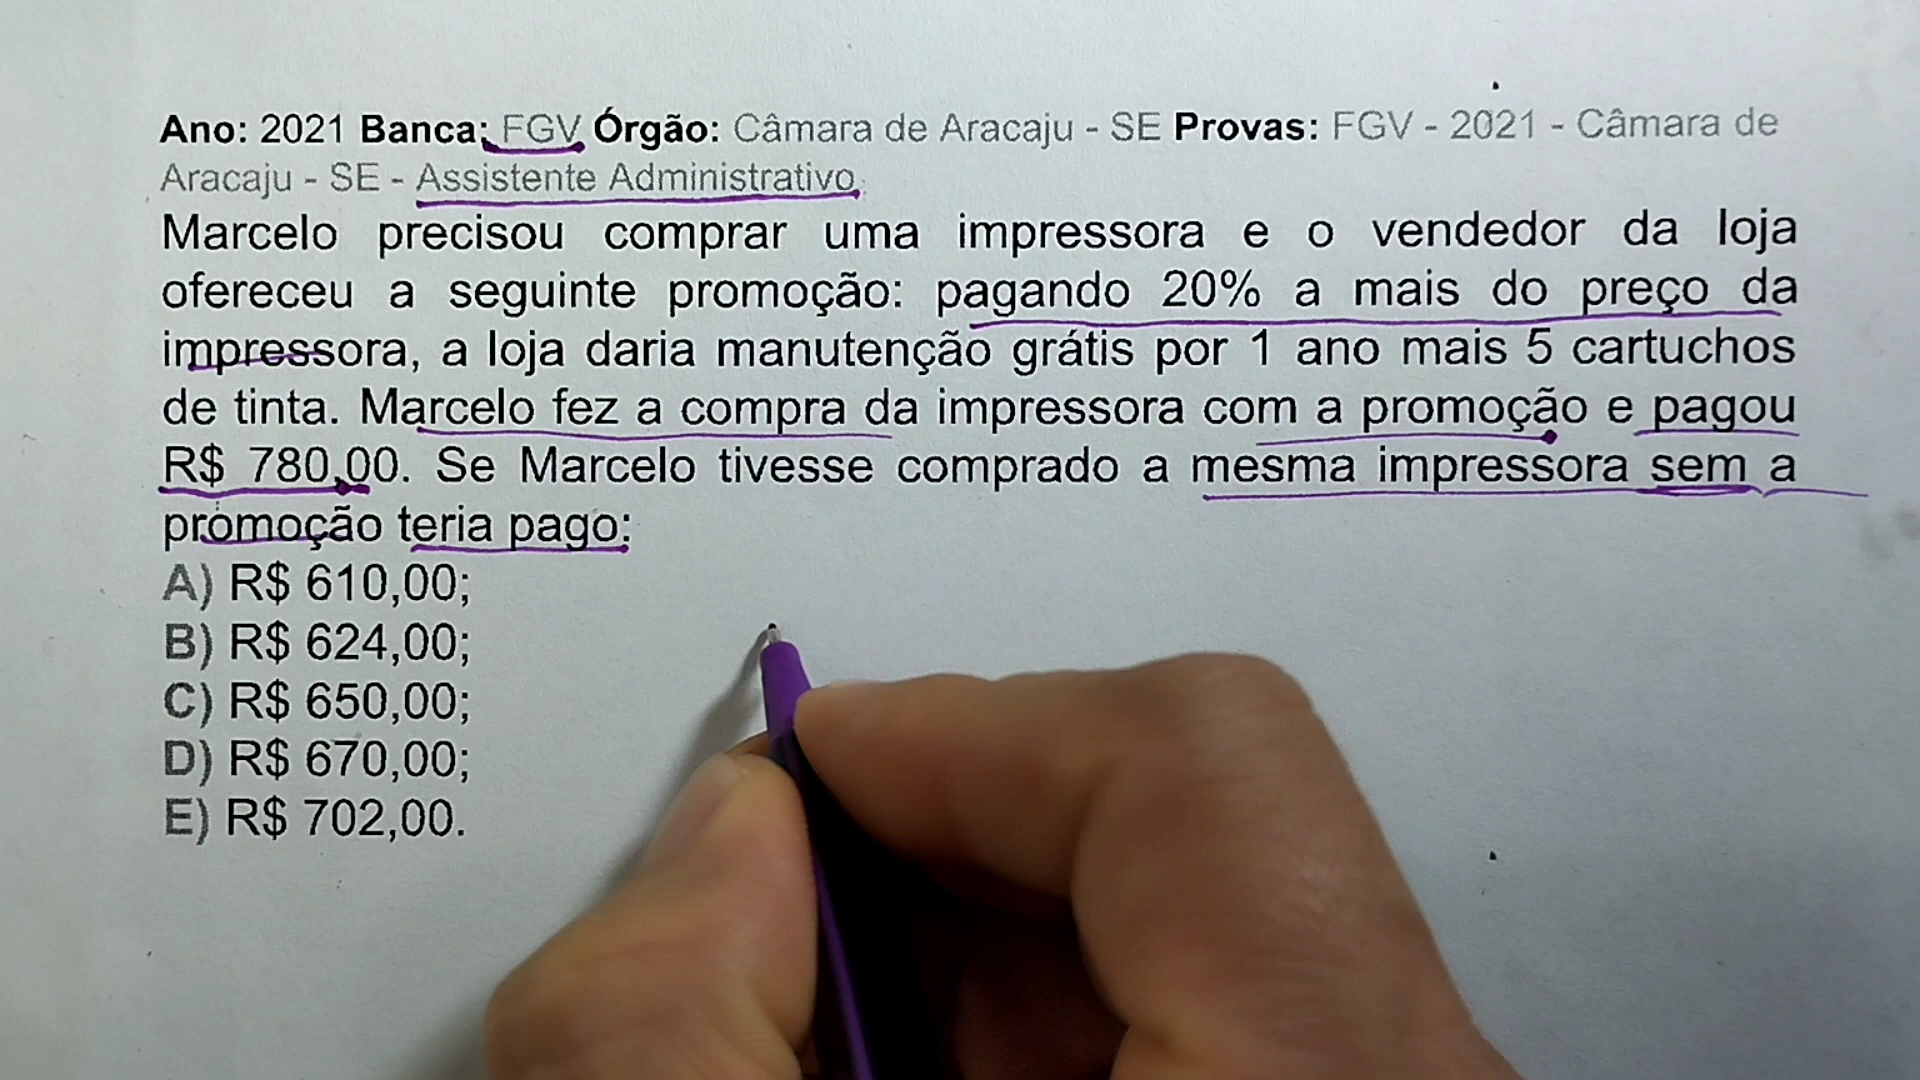 Ano: 2021 Banca: FGV Órgão: Câmara de Aracaju - SE Provas: FGV - 2021 - Câmara de
Aracaju - SE - Assistente Administrativo
Marcelo precisou comprar uma impressora e o vendedor da loja
ofereceu a seguinte promoção: pagando 20% a mais do preço da
impressora, a loja daria manutenção grátis por 1 ano mais 5 cartuchos
de tinta. Marcelo fez a compra da impressora com a promoção e pagou
R$ 780,00. Se Marcelo tivesse comprado a mesma impressora sem a
promoção teria pago:
A) R$ 610,00;
B) R$ 624,00;
C) R$ 650,00;
D) R$ 670,00;
E) R$ 702,00.